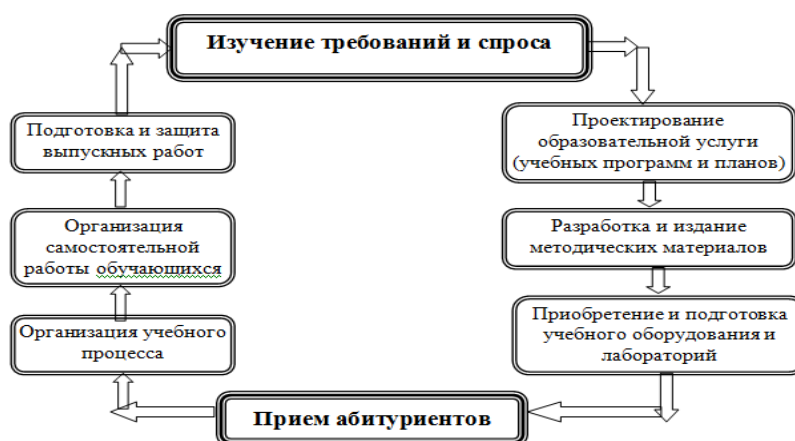 Изучение требований и спроса
Проектирование
образовательной услуги
(учебных программ и планов)
Разработка и издание
методических материалов
Приобретение и подготовка
учебного оборудования и
лабораторий
Прием абитуриентов
Организация учебного
процесса
Организация
самостоятельной
работы обучающихся
Подготовка и защита
выпускных работ